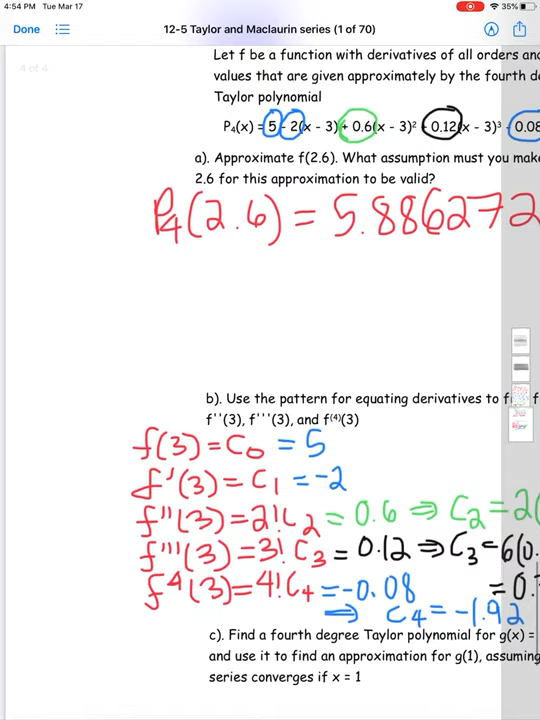 4:54 PM Tue Mar 17 35%
Done 12-5 Taylor and Maclaurin series (1 of 70)
4 of 4
Let f be a function with derivatives of all orders and
values that are given approximately by the fourth de
Taylor polynomial
P₄(x) = 5 - 2(x - 3) + 0.6(x - 3)² - 0.12(x - 3)³ - 0.08
a). Approximate f(2.6). What assumption must you make
2.6 for this approximation to be valid?
P₄(2.6) = 5.886272
b). Use the pattern for equating derivatives to fi f
f''(3), f'''(3), and f⁽⁴⁾(3)
f(3) = C₀ = 5
f'(3) = C₁ = -2
f''(3) = 2!C₂ = 0.6 ⇒ C₂ = 2(
f'''(3) = 3! C₃ = 0.12 ⇒ C₃ = 6(0.
f⁴(3) = 4!C₄ = -0.08 = 0.7
⇒ C₄ = -1.92
c). Find a fourth degree Taylor polynomial for g(x) =
and use it to find an approximation for g(1), assuming
series converges if x = 1